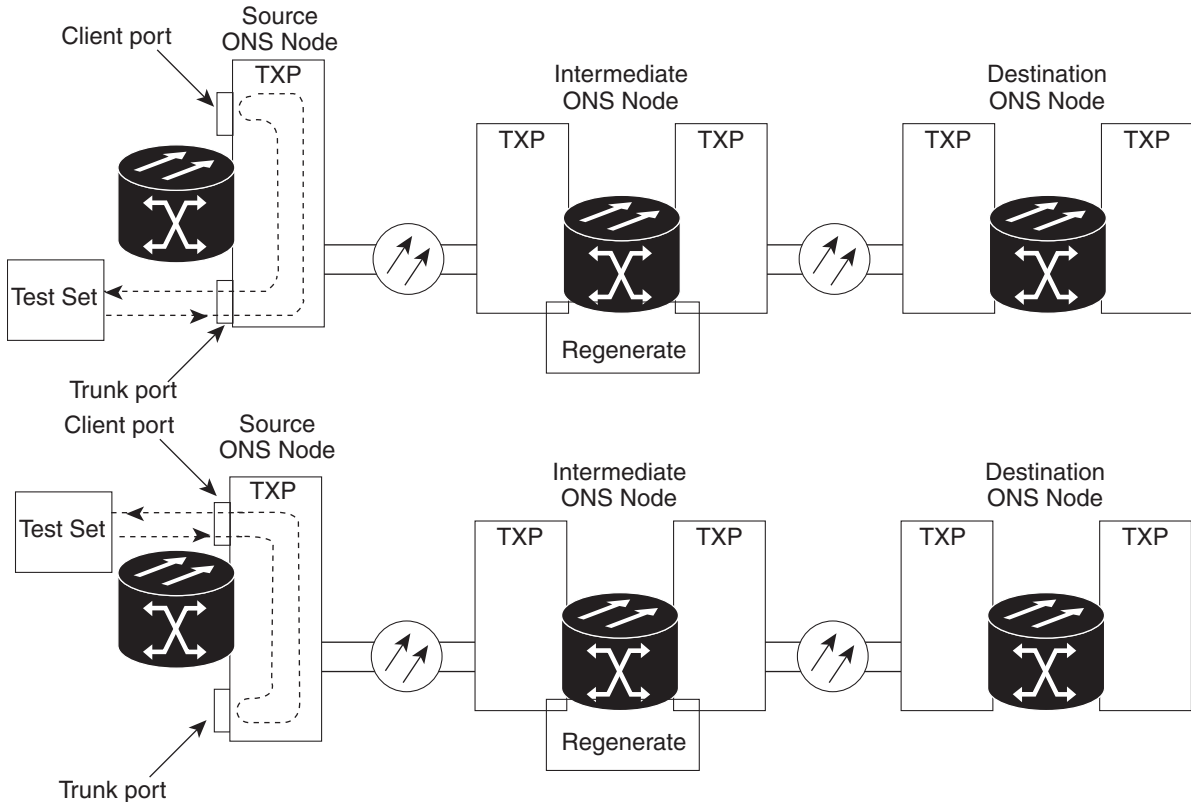 Source
ONS Node
Client port
TXP
Intermediate
ONS Node
Destination
ONS Node
TXP
TXP
TXP
TXP
Test Set
Regenerate
Trunk port
Client port
Source
ONS Node
TXP
Intermediate
ONS Node
Destination
ONS Node
Test Set
TXP
TXP
TXP
TXP
Regenerate
Trunk port